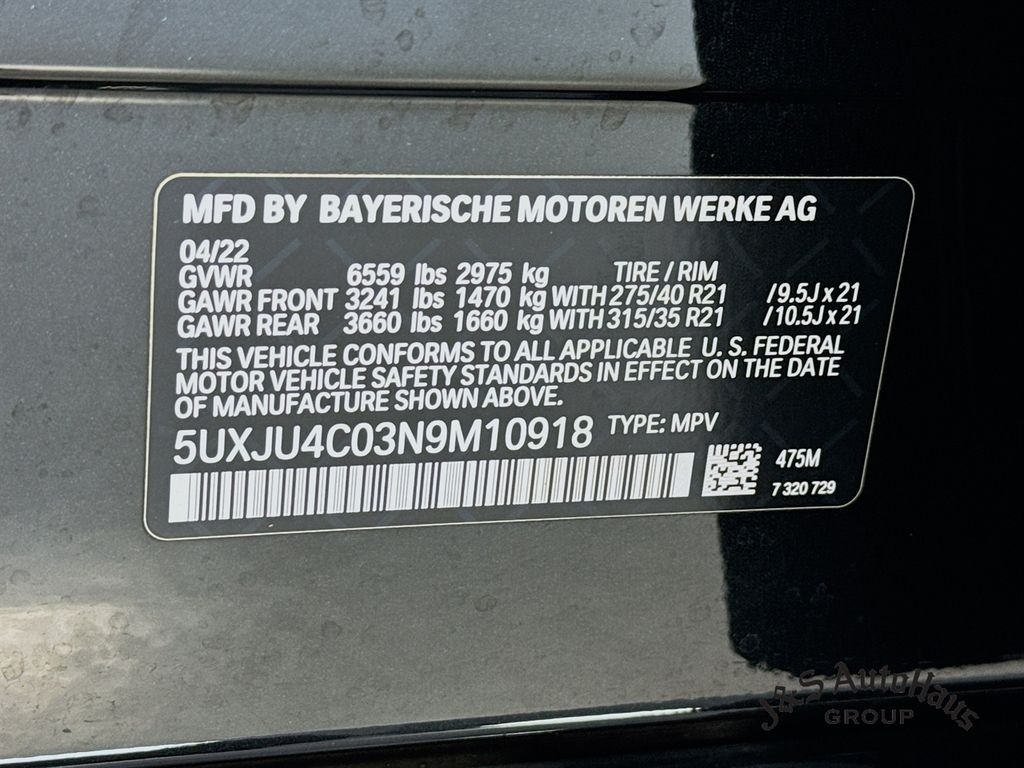 MFD BY BAYERISCHE MOTOREN WERKE AG
04/22
GVWR 6559 lbs 2975 kg TIRE / RIM
GAWR FRONT 3241 lbs 1470 kg WITH 275/40 R21 /9.5J x 21
GAWR REAR 3660 lbs 1660 kg WITH 315/35 R21 /10.5J x 21
THIS VEHICLE CONFORMS TO ALL APPLICABLE U. S. FEDERAL
MOTOR VEHICLE SAFETY STANDARDS IN EFFECT ON THE DATE
OF MANUFACTURE SHOWN ABOVE.
5UXJU4C03N9M10918 TYPE: MPV
475M
7 320 729
J&S AutoHaus
GROUP